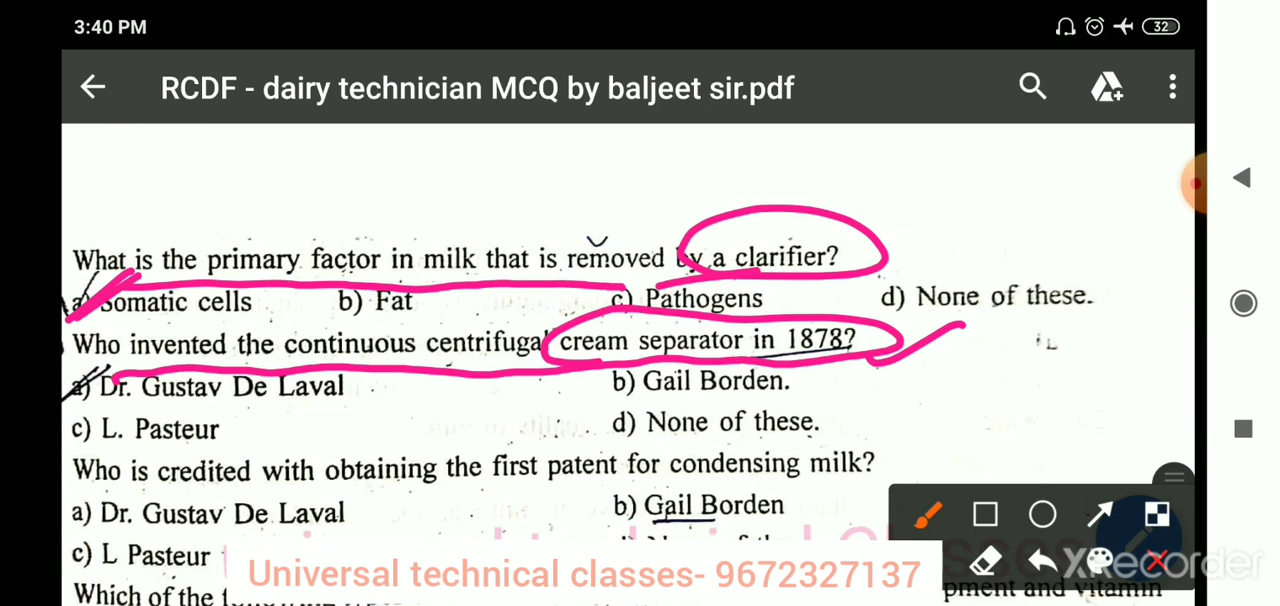 3:40 PM
32
RCDF - dairy technician MCQ by baljeet sir.pdf
What is the primary factor in milk that is removed by a clarifier?
a) Somatic cells b) Fat c) Pathogens d) None of these.
Who invented the continuous centrifugal cream separator in 1878?
a) Dr. Gustav De Laval b) Gail Borden.
c) L. Pasteur d) None of these.
Who is credited with obtaining the first patent for condensing milk?
a) Dr. Gustav De Laval b) Gail Borden
c) L Pasteur
Universal technical classes- 9672327137
XRecorder
Which of the pment and vitamin